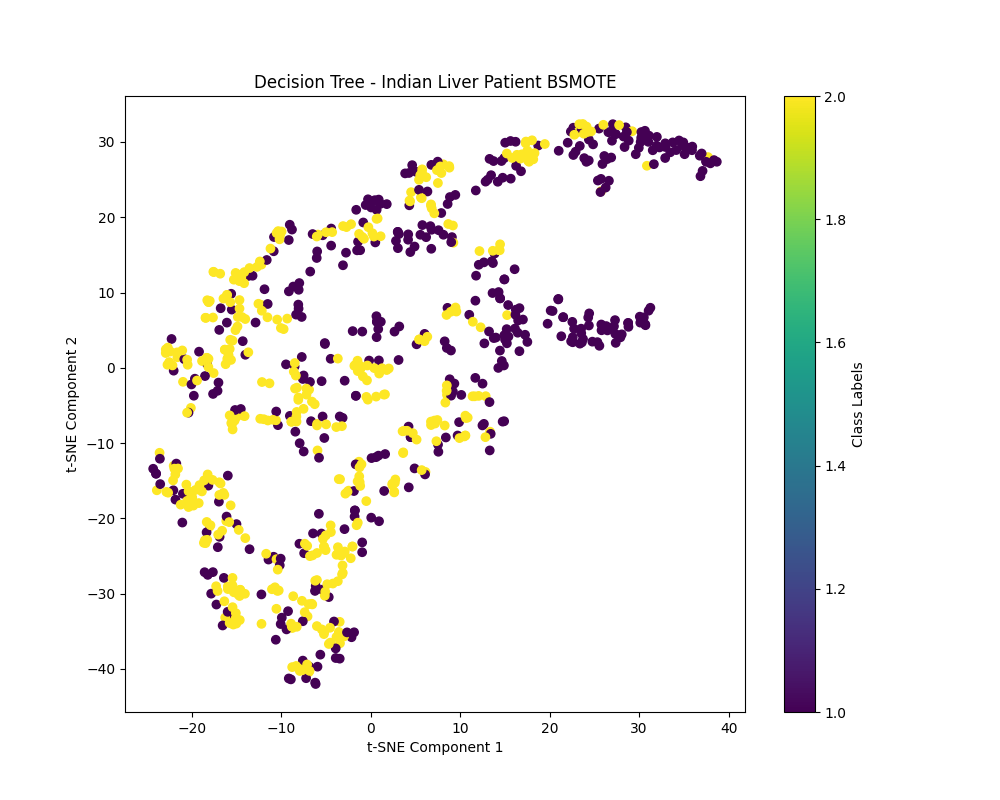 Decision Tree - Indian Liver Patient BSMOTE
30
20
10
0
−10
−20
−30
−40
t-SNE Component 2
−20 −10 0 10 20 30 40
t-SNE Component 1
2.0
1.8
1.6
1.4
1.2
1.0
Class Labels